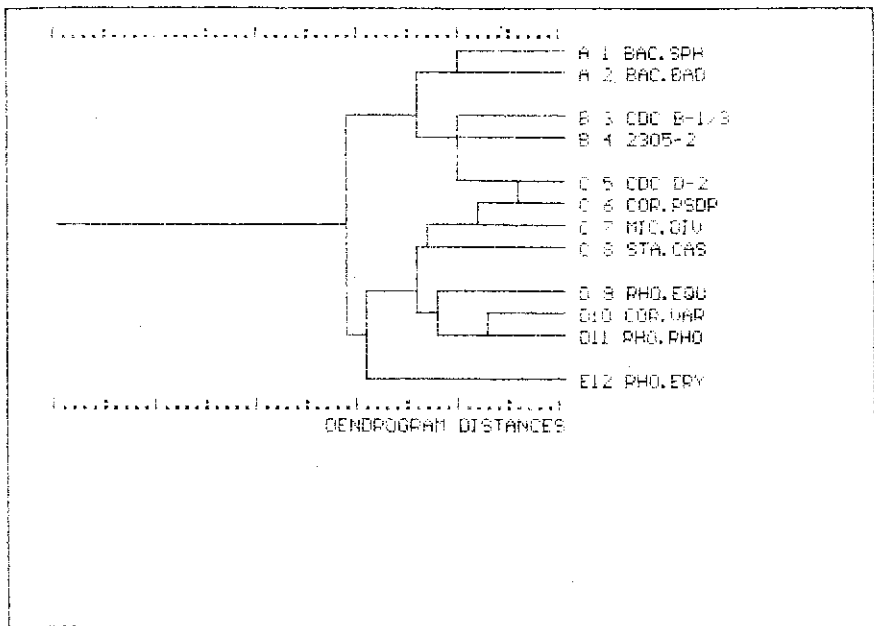 A 1 BAC.SPH
A 2 BAC.BAD
B 3 CDC B-1/3
B 4 2305-2
C 5 CDC D-2
C 6 COR.PSDP
C 7 MIC.DIV
C 8 STA.CAS
D 9 RHO.EQU
D10 COR.VAR
D11 RHO.RHO
E12 RHO.ERY
DENDROGRAM DISTANCES